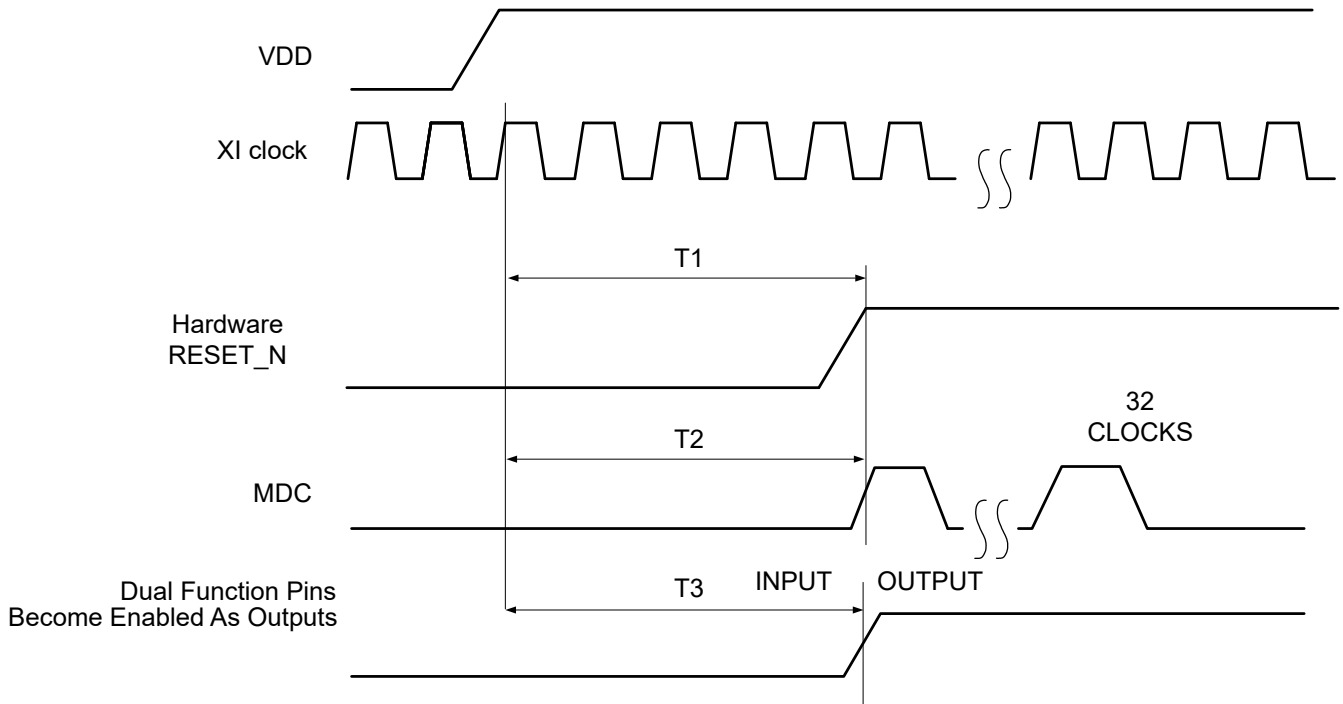 VDD
XI clock
T1
Hardware
RESET_N
32
CLOCKS
T2
MDC
Dual Function Pins
Become Enabled As Outputs
T3
INPUT
OUTPUT